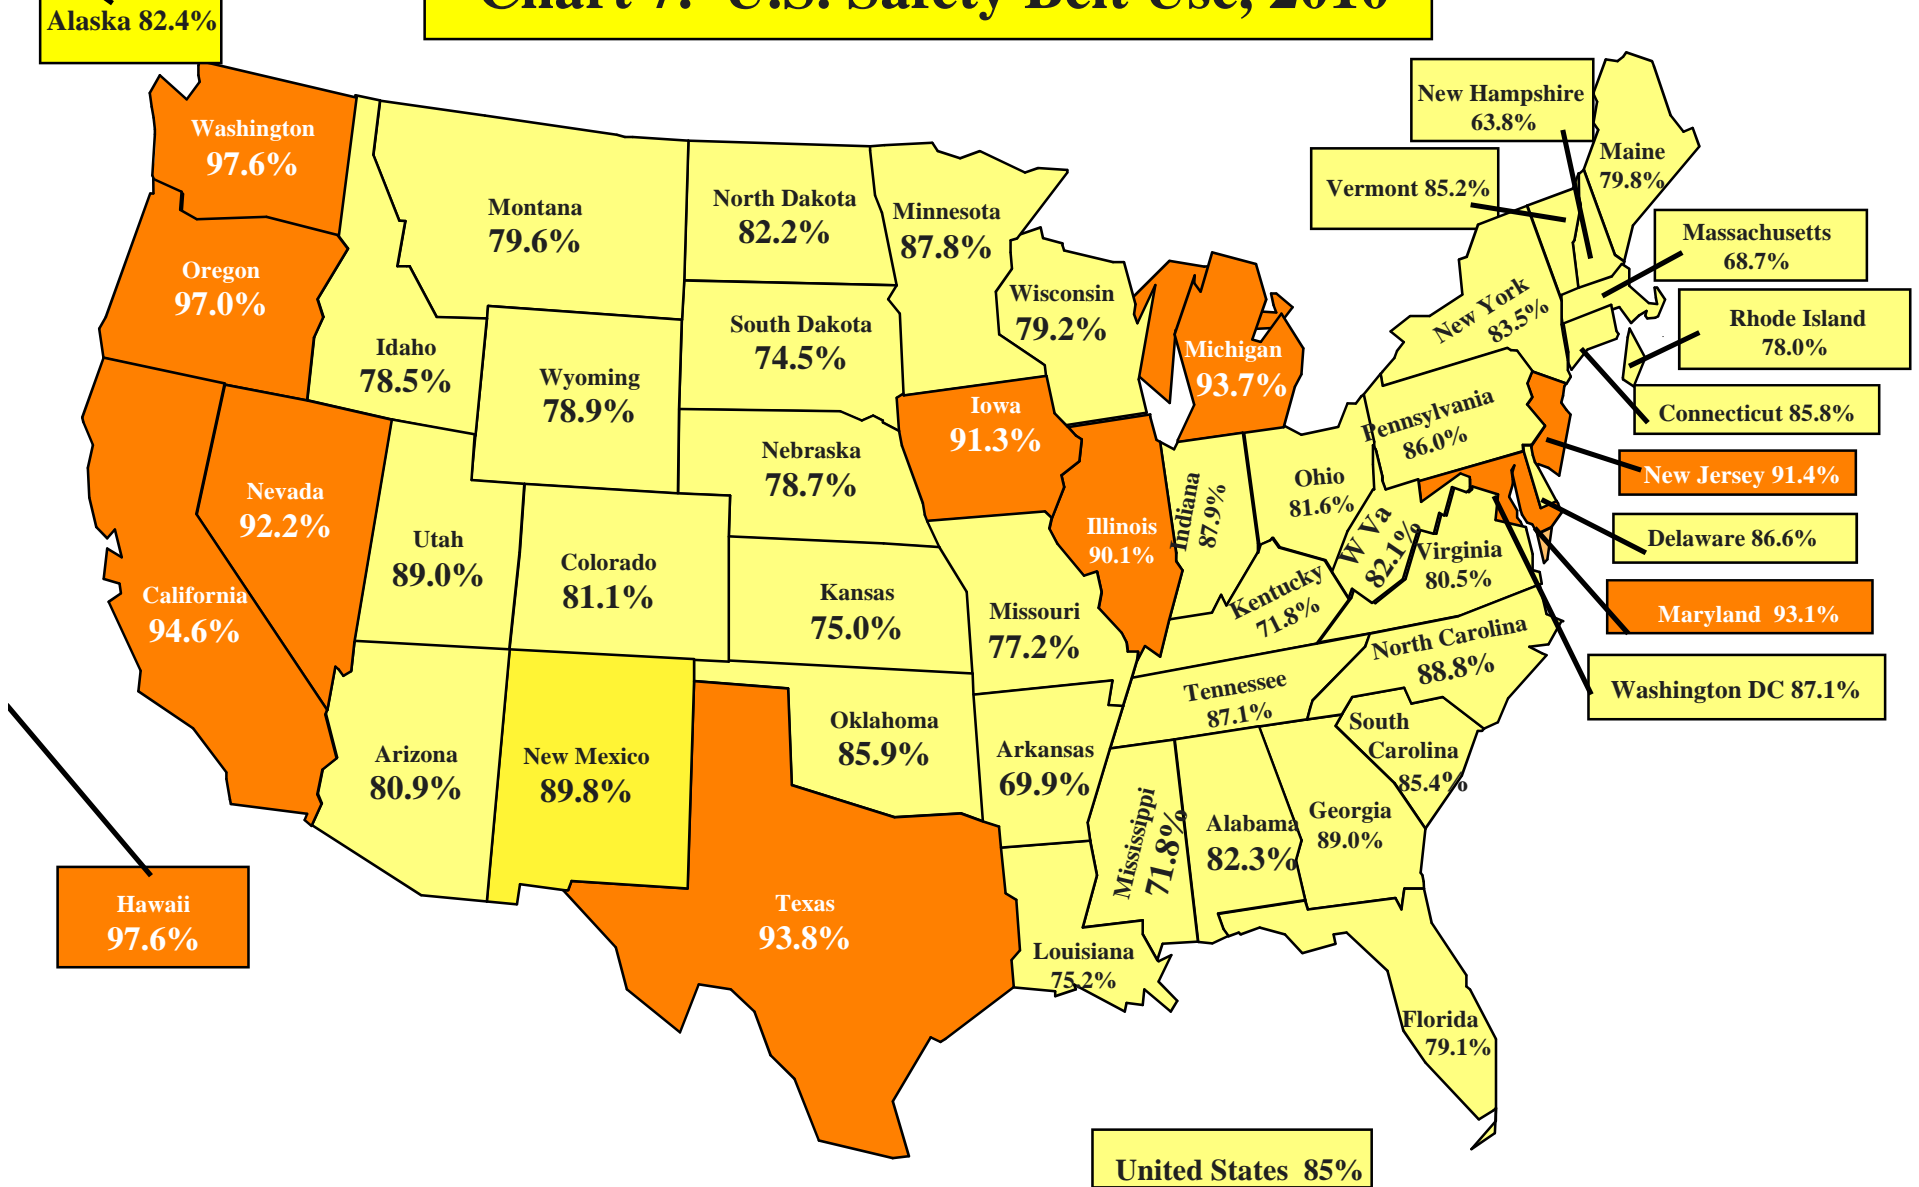 Chart 7. U.S. Safety Belt Use, 2010
Alaska 82.4%
New Hampshire
63.8%
Maine
79.8%
Vermont 85.2%
Massachusetts
68.7%
Rhode Island
78.0%
Connecticut 85.8%
New Jersey 91.4%
Delaware 86.6%
Maryland 93.1%
Washington DC 87.1%
Washington
97.6%
Oregon
97.0%
California
94.6%
Nevada
92.2%
Idaho
78.5%
Montana
79.6%
Wyoming
78.9%
Utah
89.0%
Colorado
81.1%
Arizona
80.9%
New Mexico
89.8%
North Dakota
82.2%
South Dakota
74.5%
Nebraska
78.7%
Kansas
75.0%
Oklahoma
85.9%
Texas
93.8%
Minnesota
87.8%
Iowa
91.3%
Missouri
77.2%
Arkansas
69.9%
Louisiana
75.2%
Wisconsin
79.2%
Illinois
90.1%
Michigan
93.7%
Indiana
87.9%
Ohio
81.6%
Kentucky
71.8%
Tennessee
87.1%
Mississippi
71.8%
Alabama
82.3%
Georgia
89.0%
Florida
79.1%
South
Carolina
85.4%
North Carolina
88.8%
Virginia
80.5%
W Va
82.1%
Pennsylvania
86.0%
New York
83.5%
Hawaii
97.6%
United States 85%